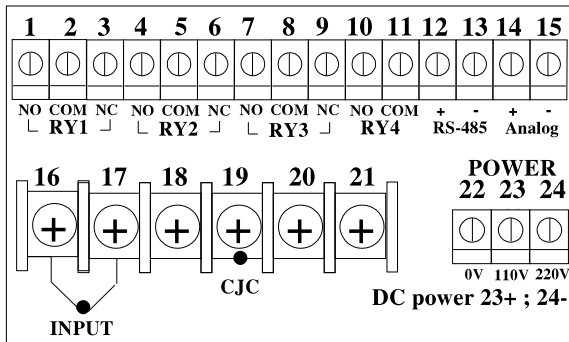 1 2 3 4 5 6 7 8 9 10 11 12 13 14 15
NO COM NC NO COM NC NO COM NC NO COM + - + -
RY1 RY2 RY3 RY4 RS-485 Analog
POWER
16 17 18 19 20 21 22 23 24
+ + + + + +
0V 110V 220V
CJC
DC power 23+ ; 24-
INPUT